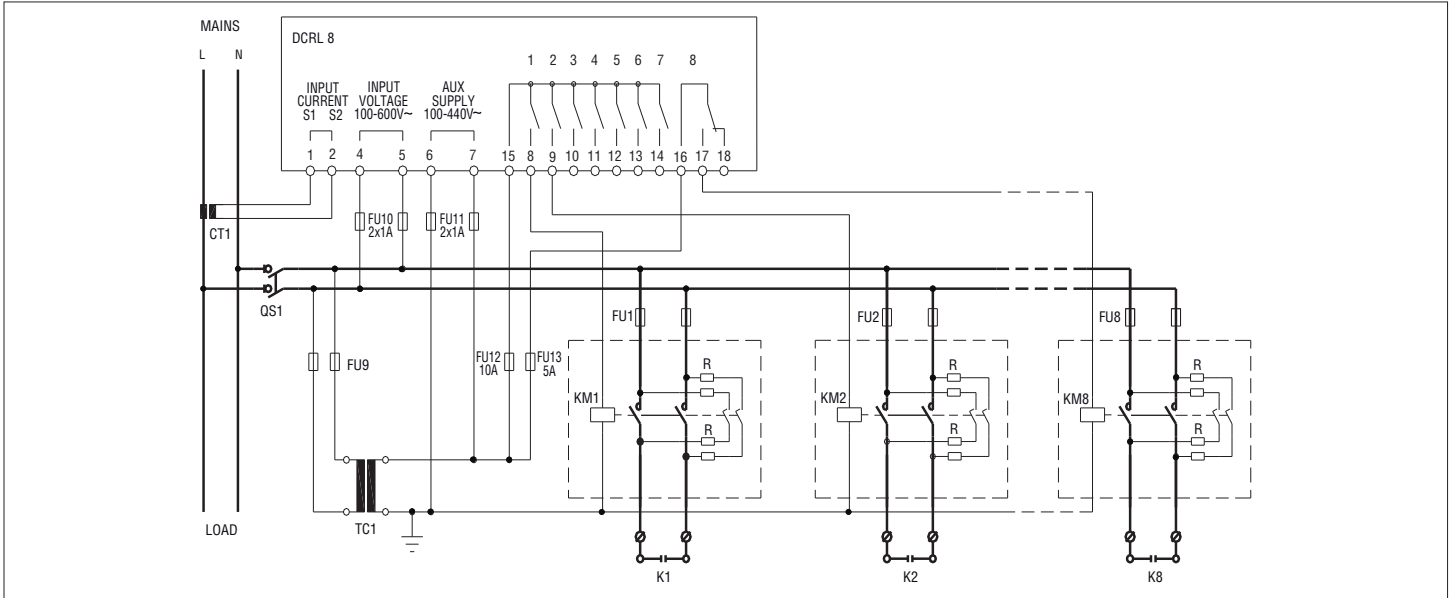 MAINS
L N
DCRL 8
1 2 3 4 5 6 7 8
INPUT CURRENT
S1 S2
INPUT VOLTAGE
100-600V~
AUX SUPPLY
100-440V~
1 2 4 5 6 7 15 8 9 10 11 12 13 14 16 17 18
CT1
FU10
2x1A
FU11
2x1A
QS1
FU9
FU12
10A
FU13
5A
FU1
FU2
FU8
R
R
R
KM1
KM2
KM8
R
R
R
LOAD
TC1
K1
K2
K8